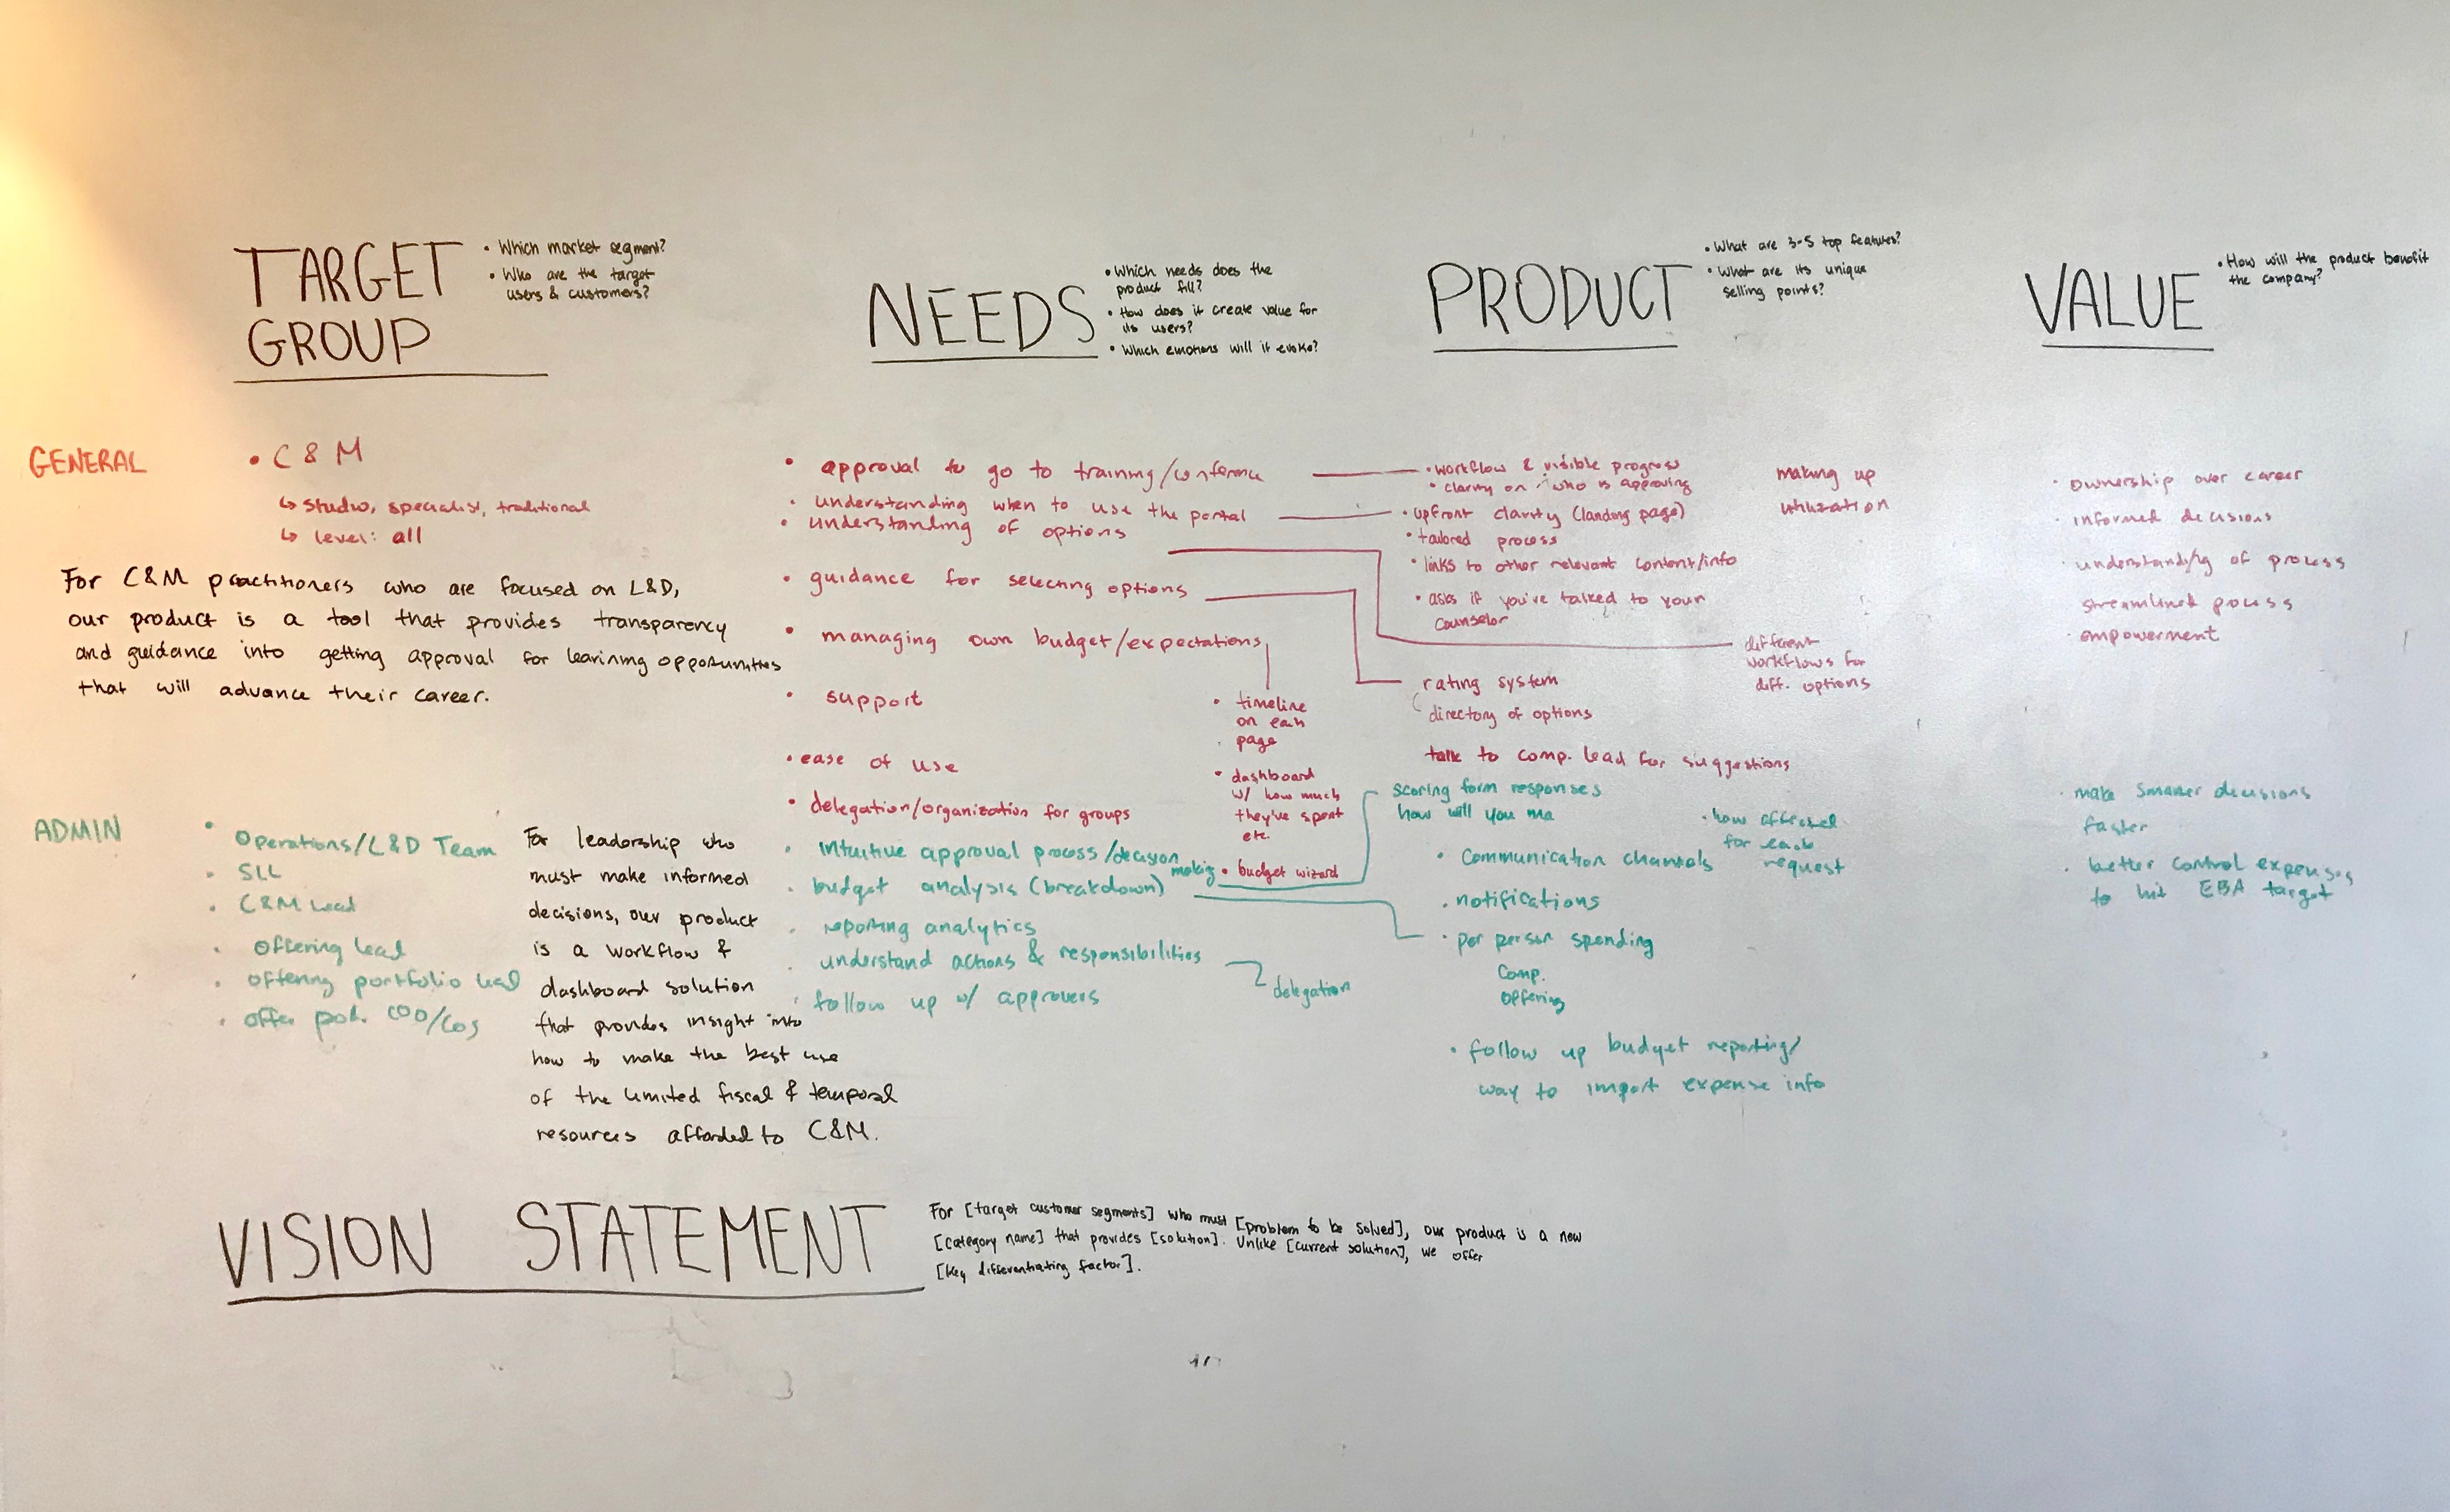 TARGET
GROUP
• Which market segment?
• Who are the target
users & customers?
NEEDS
• Which needs does the
product fill?
• How does it create value for
its users?
• Which emotions will it evoke?
PRODUCT
• What are 3-5 top features?
• What are its unique
selling points?
VALUE
• How will the product benefit
the company?
GENERAL
• C & M
↳ studio, specialist, traditional
↳ level: all
For C&M practitioners who are focused on L&D,
our product is a tool that provides transparency
and guidance into getting approval for learining opportunities
that will advance their career.
• approval to go to training/conference
• understanding when to use the portal
• understanding of options
• guidance for selecting options
• managing own budget/expectations
• support
• ease of use
• delegation/organization for groups
• timeline
on each
page
• dashboard
w/ how much
they've spent
etc.
• budget wizard
• workflow & visible progress
• clarity on who is approving
• upfront clarity (landing page)
• tailored process
• links to other relevant content/info
• asks if you've talked to your
counselor
making up
utilization
different
workflows for
diff. options
rating system
directory of options
talk to comp. lead for suggestions
• ownership over career
• informed decisions
• understanding of process
streamlined process
• empowerment
ADMIN
• Operations/L&D Team
• SLL
• C&M Lead
• Offering lead
• offering portfolio lead
• offer port. COO/COS
For leadership who
must make informed
decisions, our product
is a workflow &
dashboard solution
that provides insight into
how to make the best use
of the limited fiscal & temporal
resources afforded to C&M.
• intuitive approval process/decision
making
• budget analysis (breakdown)
• reporting analytics
• understand actions & responsibilities
delegation
• follow up w/ approvers
scoring form responses
how will you ma
• how affected
for each
request
• communication channels
• notifications
• per person spending
comp.
offering
• follow up budget reporting/
way to import expense info
• make smarter decisions
faster
• better control expenses
to hit EBA target
VISION STATEMENT
For [target customer segments] who must [problem to be solved], our product is a new
[category name] that provides [solution]. Unlike [current solution], we offer
[key differentiating factor].